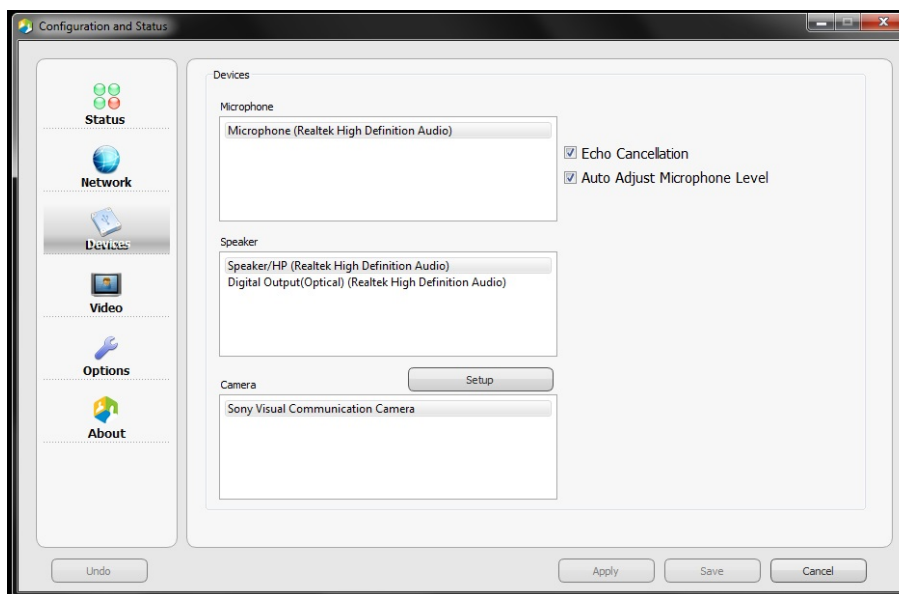 Configuration and Status
Status
Network
Devices
Video
Options
About
Devices
Microphone
Microphone (Realtek High Definition Audio)
Echo Cancellation
Auto Adjust Microphone Level
Speaker
Speaker/HP (Realtek High Definition Audio)
Digital Output(Optical) (Realtek High Definition Audio)
Camera
Setup
Sony Visual Communication Camera
Undo
Apply
Save
Cancel